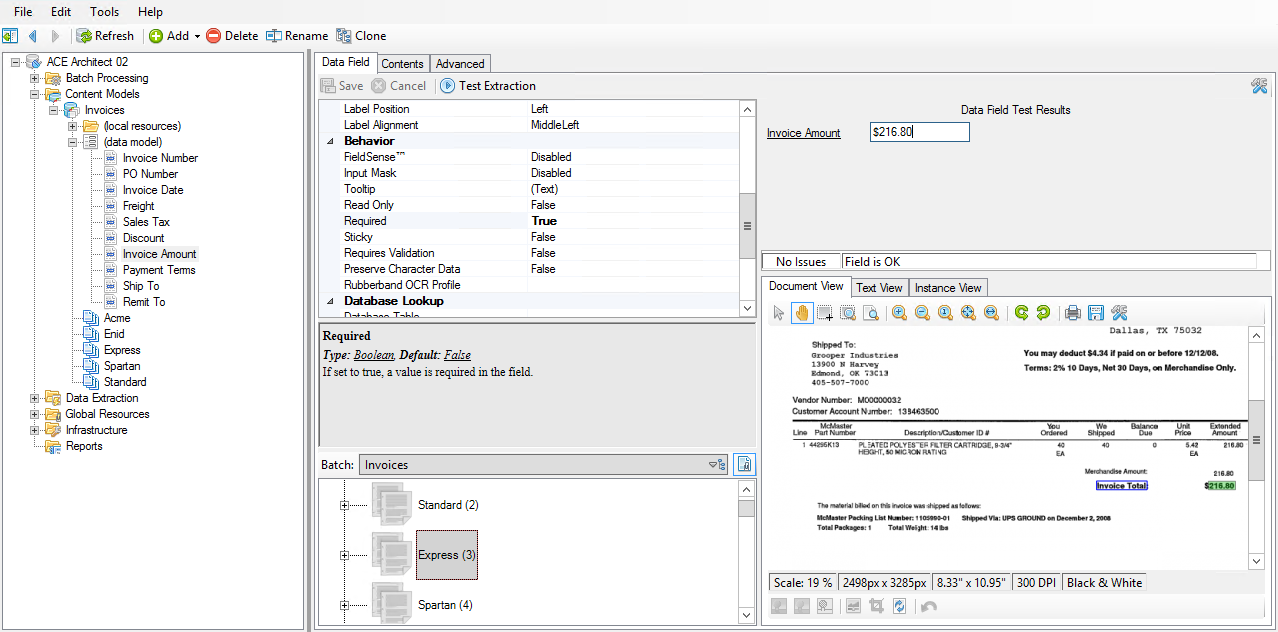 File Edit Tools Help
Refresh Add Delete Rename Clone
ACE Architect 02
Batch Processing
Content Models
Invoices
(local resources)
(data model)
Invoice Number
PO Number
Invoice Date
Freight
Sales Tax
Discount
Invoice Amount
Payment Terms
Ship To
Remit To
Acme
Enid
Express
Spartan
Standard
Data Extraction
Global Resources
Infrastructure
Reports
Data Field Contents Advanced
Save Cancel Test Extraction
Label Position Left
Label Alignment MiddleLeft
Behavior
FieldSense™ Disabled
Input Mask Disabled
Tooltip (Text)
Read Only False
Required True
Sticky False
Requires Validation False
Preserve Character Data False
Rubberband OCR Profile
Database Lookup
Database Table
Required
Type: Boolean, Default: False
If set to true, a value is required in the field.
Batch: Invoices
Standard (2)
Express (3)
Spartan (4)
Data Field Test Results
Invoice Amount $216.80
No Issues Field is OK
Document View Text View Instance View
Dallas, TX 75032
Shipped To:
Grooper Industries
13900 N Harvey
Edmond, OK 73013
405-507-7000
You may deduct $4.34 if paid on or before 12/12/08.
Terms: 2% 10 Days, Net 30 Days, on Merchandise Only.
Vendor Number: M00000032
Customer Account Number: 138463500
Line McMaster Part Number Description/Customer ID # You Ordered We Shipped Balance Due Unit Price Extended Amount
1 44295K13 PLEATED POLYESTER FILTER CARTRIDGE, 9-3/4" 40 40 0 5.42 216.80
HEIGHT, 50 MICRON RATING EA EA
Merchandise Amount: 216.80
Invoice Total: $216.80
The material billed on this invoice was shipped as follows:
McMaster Packing List Number: 1105990-01 Shipped Via: UPS GROUND on December 2, 2008
Total Packages: 1 Total Weight: 14 lbs
Scale: 19 % 2498px x 3285px 8.33" x 10.95" 300 DPI Black & White